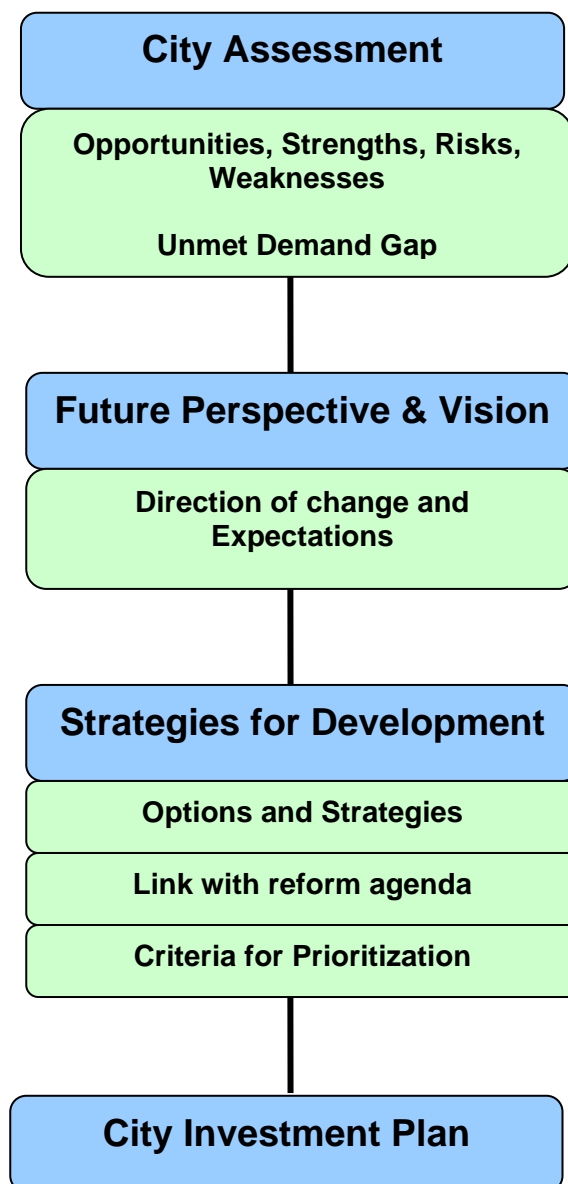 City Assessment
Opportunities, Strengths, Risks,
Weaknesses
Unmet Demand Gap
Future Perspective & Vision
Direction of change and
Expectations
Strategies for Development
Options and Strategies
Link with reform agenda
Criteria for Prioritization
City Investment Plan